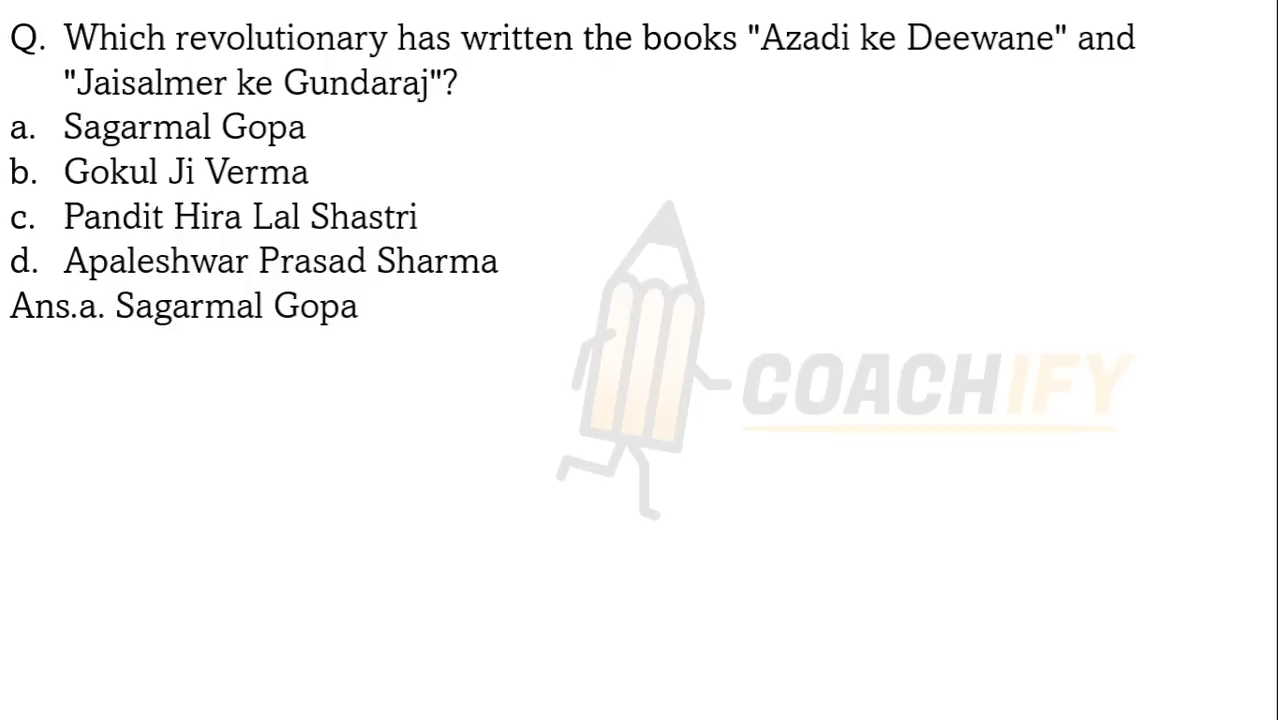 Q. Which revolutionary has written the books "Azadi ke Deewane" and
"Jaisalmer ke Gundaraj"?
a. Sagarmal Gopa
b. Gokul Ji Verma
c. Pandit Hira Lal Shastri
d. Apaleshwar Prasad Sharma
Ans.a. Sagarmal Gopa
COACHIFY